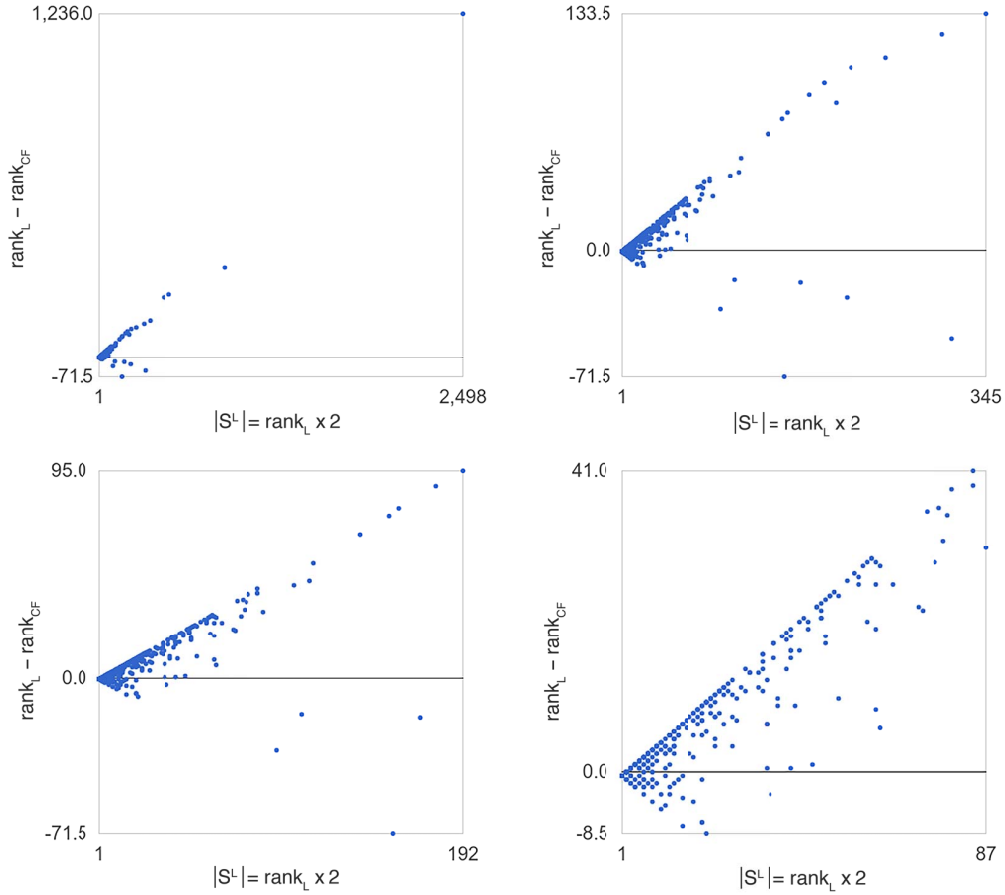 1,236.0
rank_L – rank_CF
-71.5
1
2,498
|S^L| = rank_L x 2
133.5
rank_L – rank_CF
0.0
-71.5
1
345
|S^L| = rank_L x 2
95.0
rank_L – rank_CF
0.0
-71.5
1
192
|S^L| = rank_L x 2
41.0
rank_L – rank_CF
0.0
-8.5
1
87
|S^L| = rank_L x 2